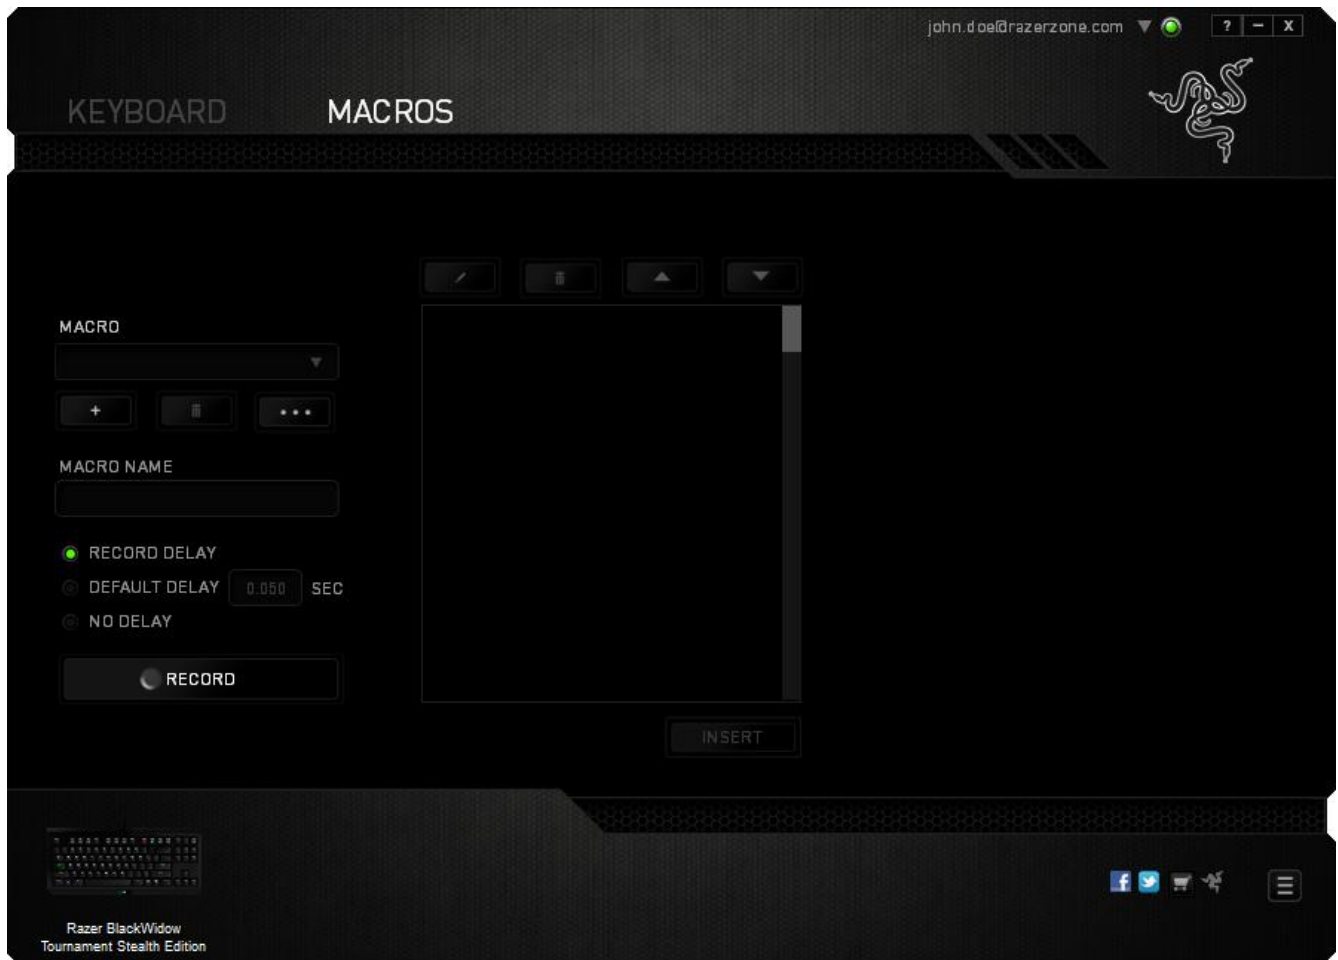 john.doe@razerzone.com
? – X
KEYBOARD MACROS
MACRO
+
MACRO NAME
RECORD DELAY
DEFAULT DELAY 0.050 SEC
NO DELAY
RECORD
INSERT
Razer BlackWidow
Tournament Stealth Edition